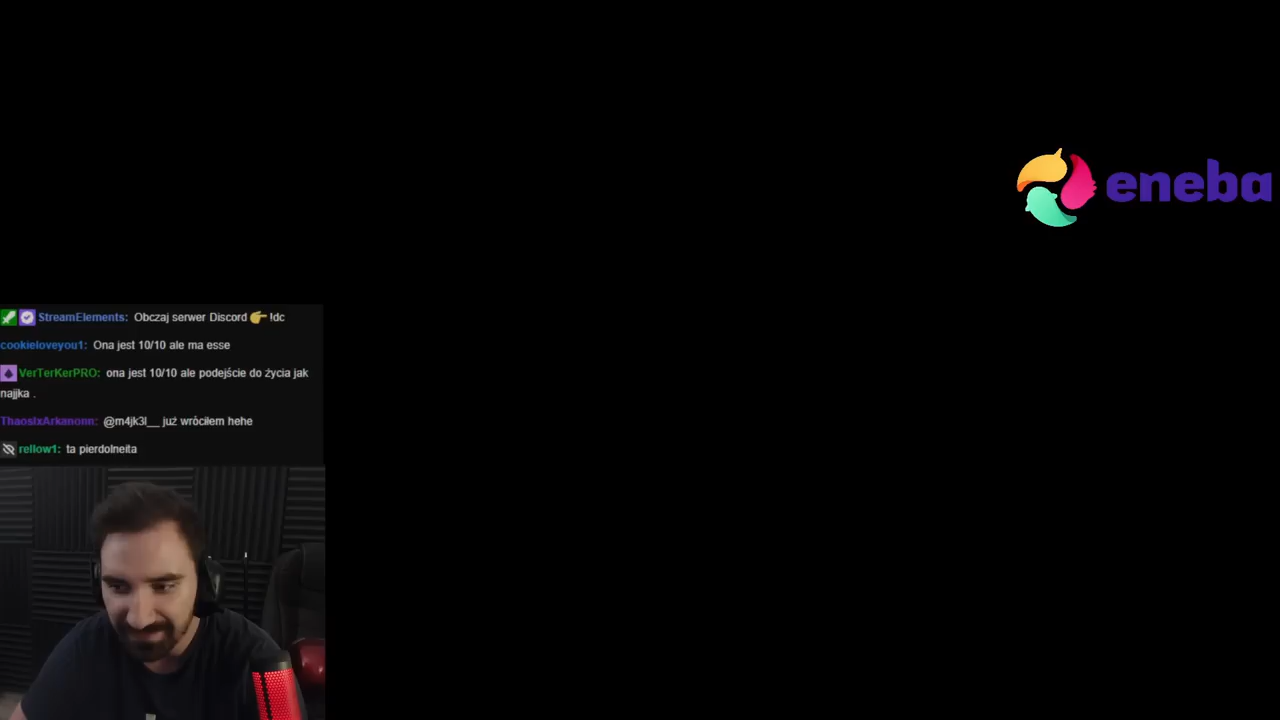 eneba
StreamElements: Obczaj serwer Discord 👉 !dc
cookieloveyou1: Ona jest 10/10 ale ma esse
VerTerKerPRO: ona jest 10/10 ale podejście do życia jak
najjka .
ThaosIxArkanonn: @m4jk3l__ już wróciłem hehe
rellow1: ta pierdolneita